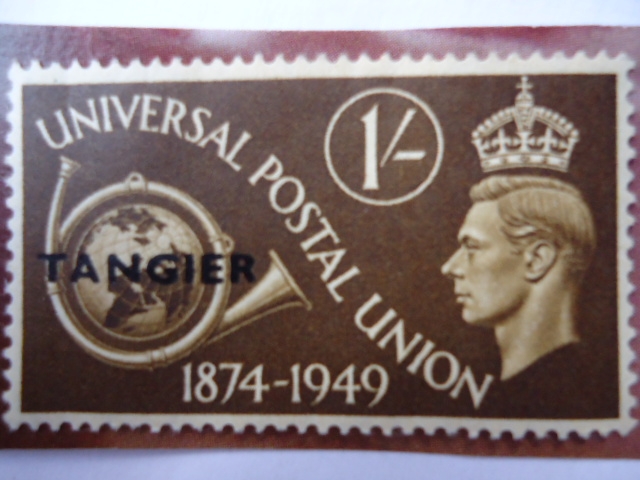 UNIVERSAL POSTAL UNION
1/-
TANGIER
1874-1949